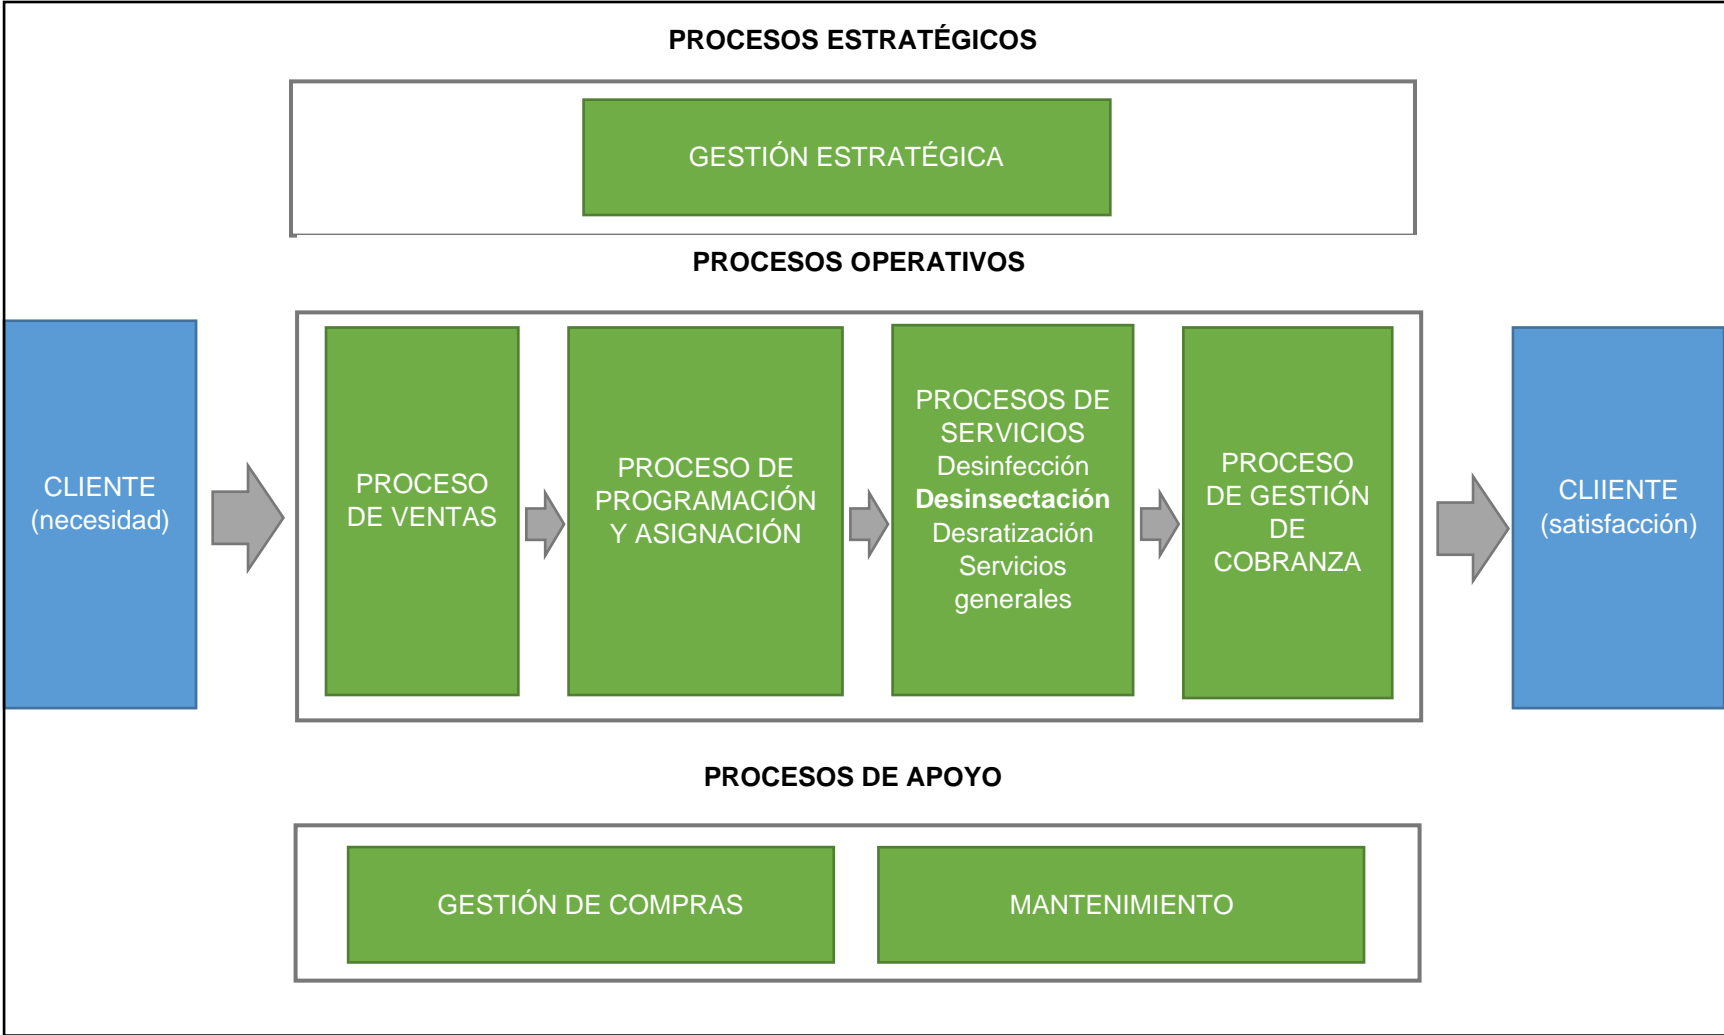 PROCESOS ESTRATÉGICOS
GESTIÓN ESTRATÉGICA
PROCESOS OPERATIVOS
CLIENTE
(necesidad)
PROCESO
DE VENTAS
PROCESO DE
PROGRAMACIÓN
Y ASIGNACIÓN
PROCESOS DE
SERVICIOS
Desinfección
Desinsectación
Desratización
Servicios
generales
PROCESO
DE GESTIÓN
DE
COBRANZA
CLIIENTE
(satisfacción)
PROCESOS DE APOYO
GESTIÓN DE COMPRAS
MANTENIMIENTO